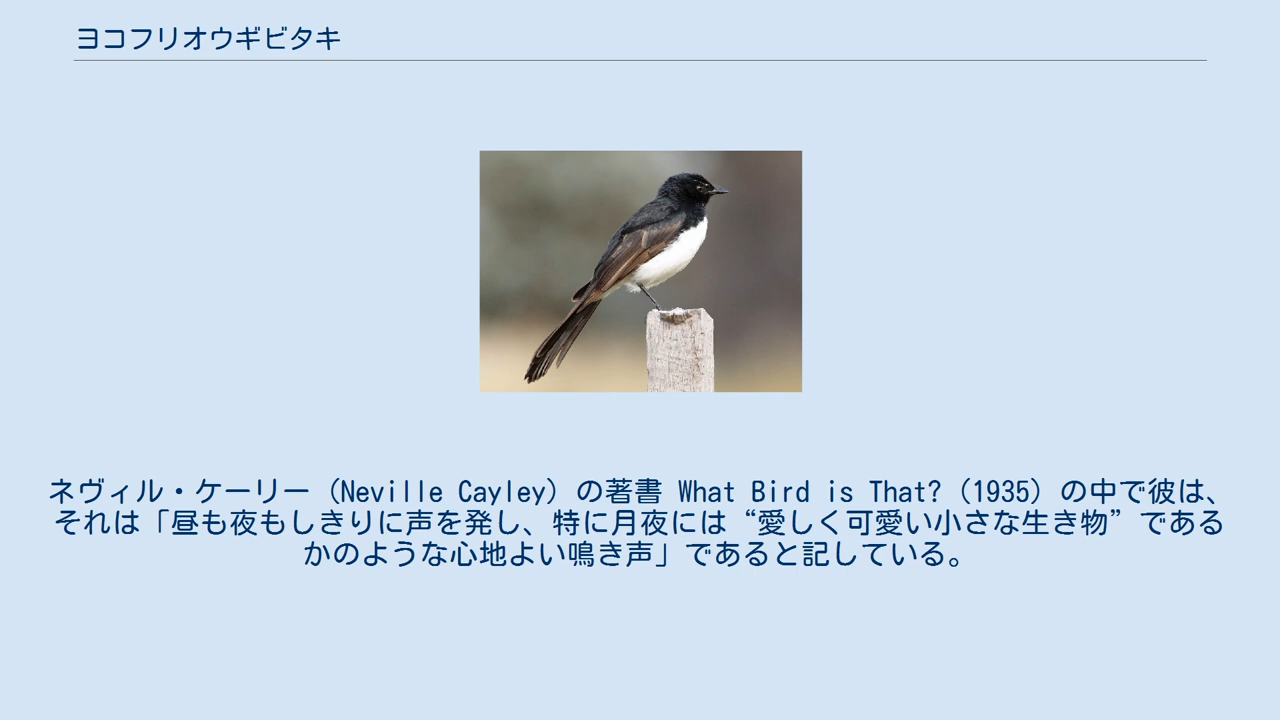 ヨコフリオウギビタキ
ネヴィル・ケーリー (Neville Cayley) の著書 What Bird is That? (1935) の中で彼は、
それは「昼も夜もしきりに声を発し、特に月夜には“愛しく可愛い小さな生き物”である
かのような心地よい鳴き声」であると記している。